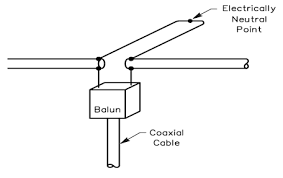 Electrically
Neutral
Point
Balun
Coaxial
Cable